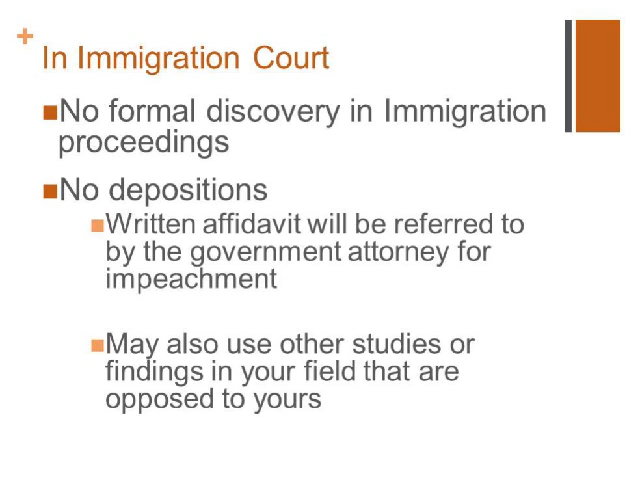 +
In Immigration Court
■No formal discovery in Immigration
proceedings
■No depositions
■Written affidavit will be referred to
by the government attorney for
impeachment
■May also use other studies or
findings in your field that are
opposed to yours